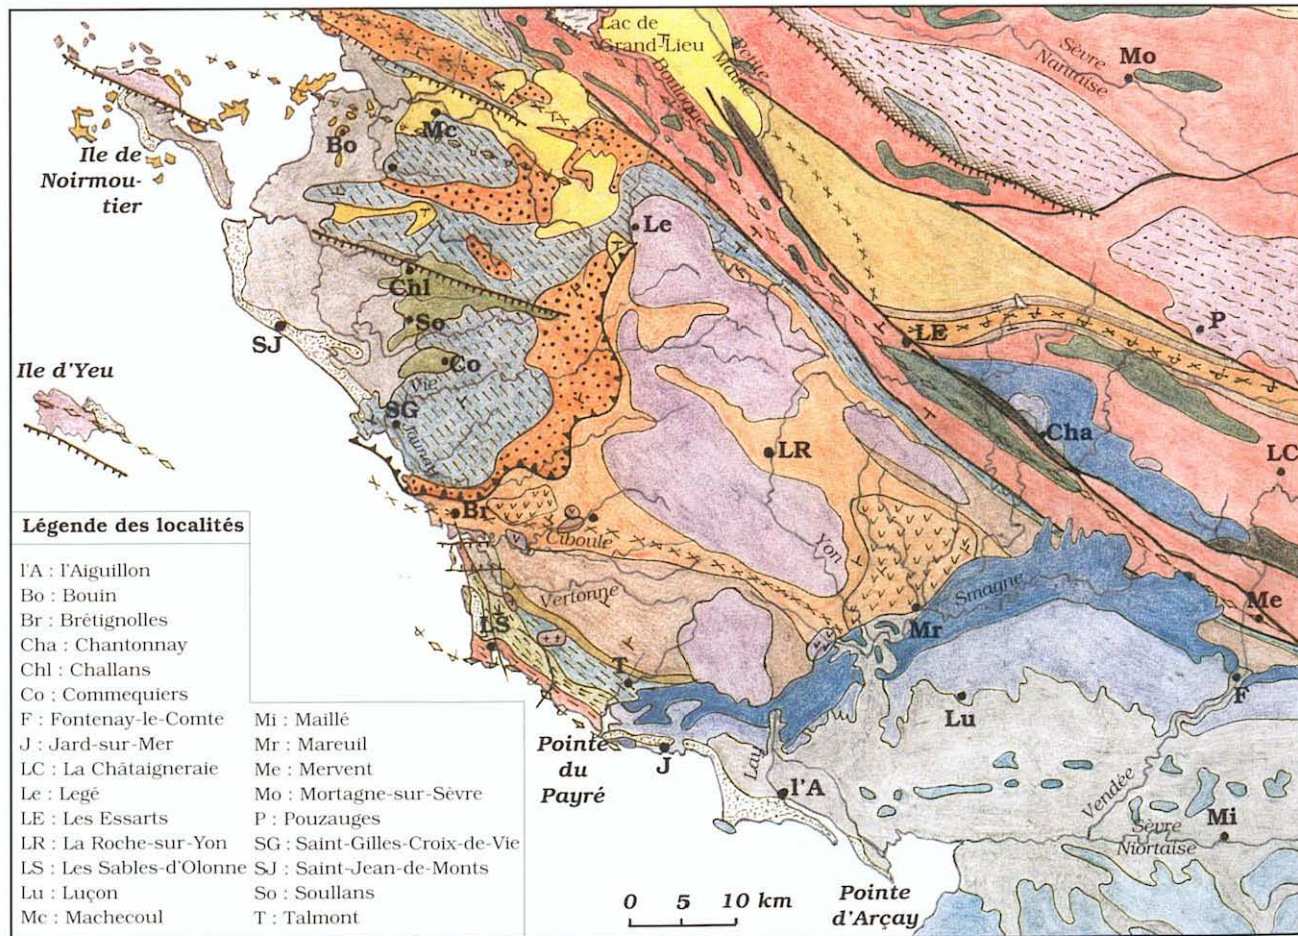 Lac de
Grand-Lieu
Boulogne
Petite
Maine
Sèvre
Nantaise
Mo
Ile de
Noirmou-
tier
Bo
Mc
Le
Chl
So
SJ
Co
Vie
Ile d'Yeu
SG
Jaunay
LE
P
Cha
LC
LR
Br
Ciboule
Yon
Vertonne
Smagne
LS
Mr
Me
T
F
Lu
Pointe
du
Payré
J
Lay
l'A
Vendée
Mi
Sèvre
Niortaise
Pointe
d'Arçay
0 5 10 km
Légende des localités
l'A : l'Aiguillon
Bo : Bouin
Br : Brétignolles
Cha : Chantonnay
Chl : Challans
Co : Commequiers
F : Fontenay-le-Comte
J : Jard-sur-Mer
LC : La Châtaigneraie
Le : Legé
LE : Les Essarts
LR : La Roche-sur-Yon
LS : Les Sables-d'Olonne
Lu : Luçon
Mc : Machecoul
Mi : Maillé
Mr : Mareuil
Me : Mervent
Mo : Mortagne-sur-Sèvre
P : Pouzauges
SG : Saint-Gilles-Croix-de-Vie
SJ : Saint-Jean-de-Monts
So : Soullans
T : Talmont